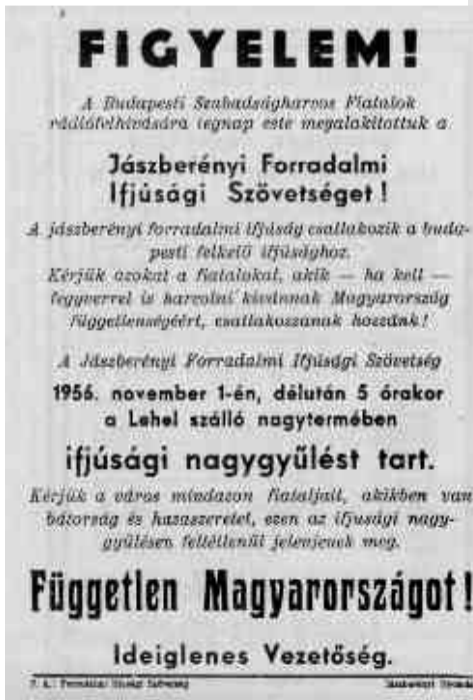 FIGYELEM!
A Budapesti Szabadságharcos Fiatalok
rádiófelhívására tegnap este megalakítottuk a
Jászberényi Forradalmi
Ifjúsági Szövetséget!
A jászberényi forradalmi ifjúság csatlakozik a buda-
pesti felkelő ifjúsághoz.
Kérjük azokat a fiatalokat, akik — ha kell —
fegyverrel is harcolni kívánnak Magyarország
függetlenségéért, csatlakozzanak hozzánk!
A Jászberényi Forradalmi Ifjúsági Szövetség
1956. november 1-én, délután 5 órakor
a Lehel szálló nagytermében
ifjúsági nagygyűlést tart.
Kérjük a város mindazon fiataljait, akikben van
bátorság és hazaszeretet, ezen az ifjúsági nagy-
gyűlésen feltétlenül jelenjenek meg.
Független Magyarországot!
Ideiglenes Vezetőség.